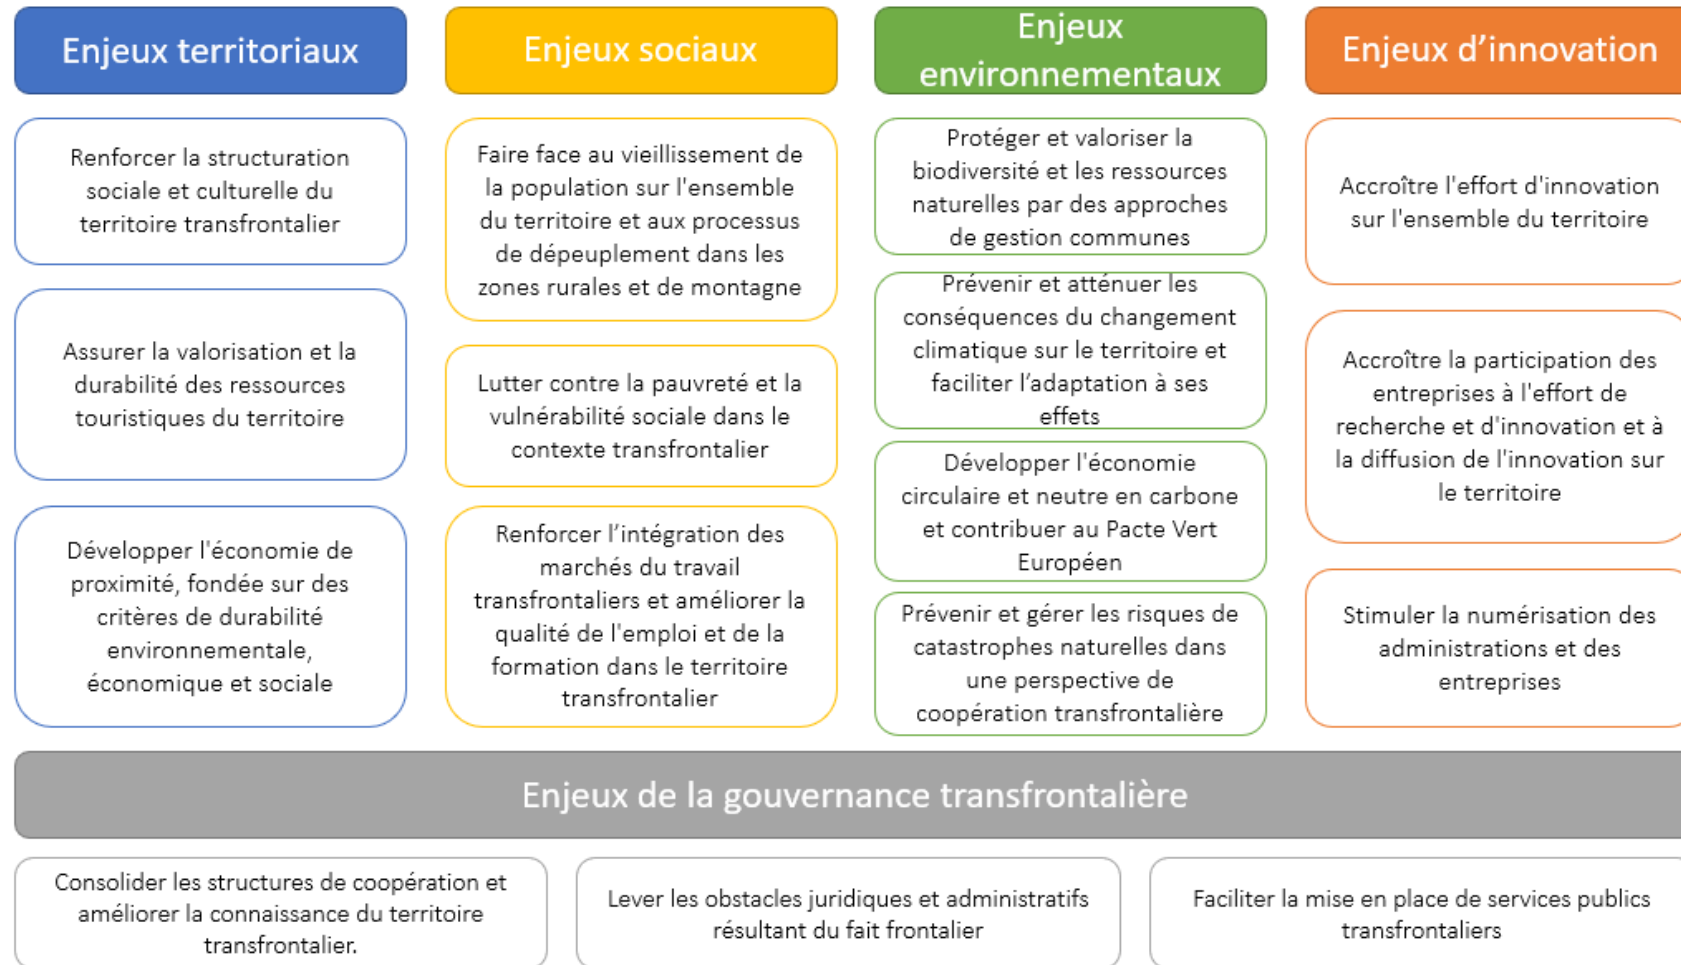 Enjeux territoriaux
Renforcer la structuration
sociale et culturelle du
territoire transfrontalier
Assurer la valorisation et la
durabilité des ressources
touristiques du territoire
Développer l'économie de
proximité, fondée sur des
critères de durabilité
environnementale,
économique et sociale
Enjeux sociaux
Faire face au vieillissement de
la population sur l'ensemble
du territoire et aux processus
de dépeuplement dans les
zones rurales et de montagne
Lutter contre la pauvreté et la
vulnérabilité sociale dans le
contexte transfrontalier
Renforcer l’intégration des
marchés du travail
transfrontaliers et améliorer la
qualité de l'emploi et de la
formation dans le territoire
transfrontalier
Enjeux
environnementaux
Protéger et valoriser la
biodiversité et les ressources
naturelles par des approches
de gestion communes
Prévenir et atténuer les
conséquences du changement
climatique sur le territoire et
faciliter l’adaptation à ses
effets
Développer l'économie
circulaire et neutre en carbone
et contribuer au Pacte Vert
Européen
Prévenir et gérer les risques de
catastrophes naturelles dans
une perspective de
coopération transfrontalière
Enjeux d’innovation
Accroître l'effort d'innovation
sur l'ensemble du territoire
Accroître la participation des
entreprises à l'effort de
recherche et d'innovation et à
la diffusion de l'innovation sur
le territoire
Stimuler la numérisation des
administrations et des
entreprises
Enjeux de la gouvernance transfrontalière
Consolider les structures de coopération et
améliorer la connaissance du territoire
transfrontalier.
Lever les obstacles juridiques et administratifs
résultant du fait frontalier
Faciliter la mise en place de services publics
transfrontaliers